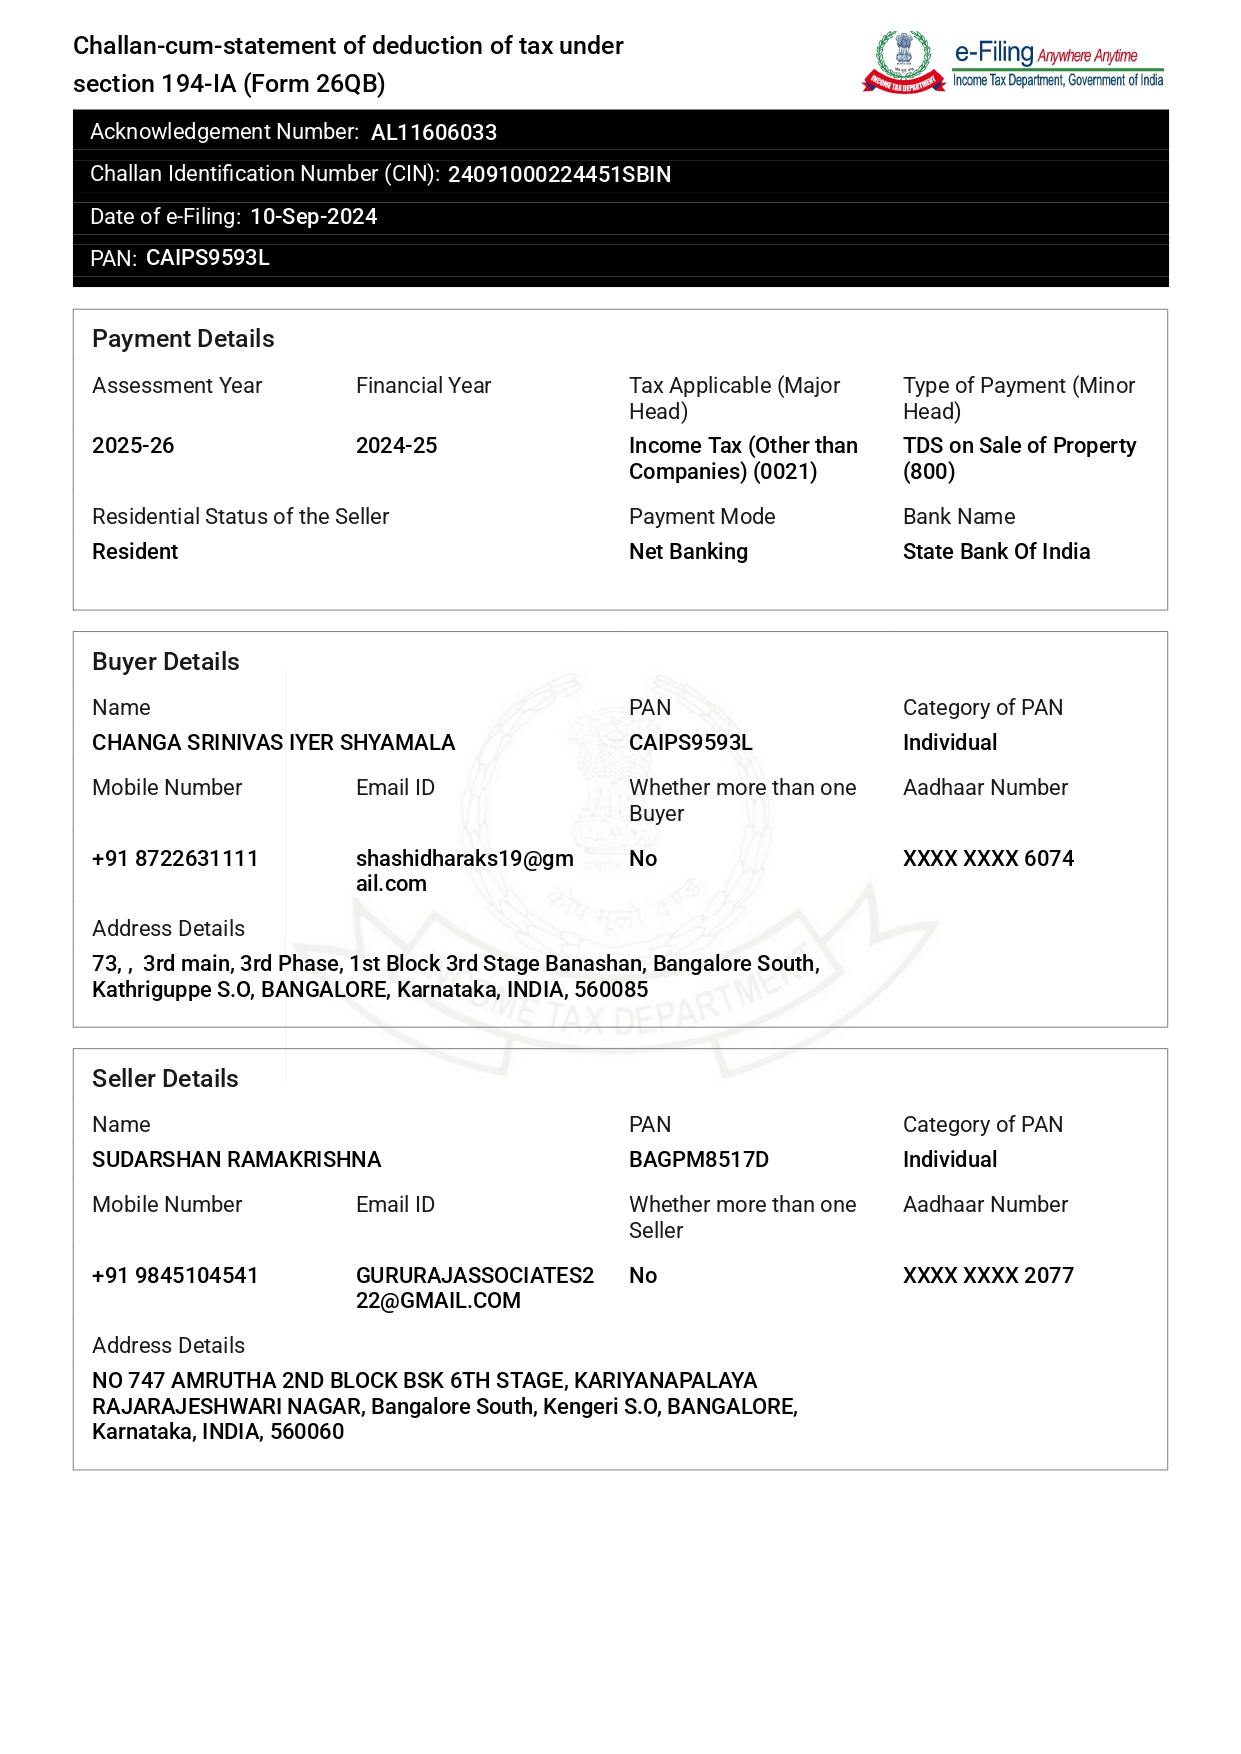 Challan-cum-statement of deduction of tax under
section 194-IA (Form 26QB)
e-Filing Anywhere Anytime
Income Tax Department, Government of India
INCOME TAX DEPARTMENT
Acknowledgement Number: AL11606033
Challan Identification Number (CIN): 24091000224451SBIN
Date of e-Filing: 10-Sep-2024
PAN: CAIPS9593L
Payment Details
Assessment Year Financial Year Tax Applicable (Major Type of Payment (Minor
Head) Head)
2025-26 2024-25 Income Tax (Other than TDS on Sale of Property
Companies) (0021) (800)
Residential Status of the Seller Payment Mode Bank Name
Resident Net Banking State Bank Of India
Buyer Details
Name PAN Category of PAN
CHANGA SRINIVAS IYER SHYAMALA CAIPS9593L Individual
Mobile Number Email ID Whether more than one Aadhaar Number
Buyer
+91 8722631111 shashidharaks19@gm No XXXX XXXX 6074
ail.com
Address Details
73, , 3rd main, 3rd Phase, 1st Block 3rd Stage Banashan, Bangalore South,
Kathriguppe S.O, BANGALORE, Karnataka, INDIA, 560085
कोष मूलो दण्ड
INCOME TAX DEPARTMENT
Seller Details
Name PAN Category of PAN
SUDARSHAN RAMAKRISHNA BAGPM8517D Individual
Mobile Number Email ID Whether more than one Aadhaar Number
Seller
+91 9845104541 GURURAJASSOCIATES2 No XXXX XXXX 2077
22@GMAIL.COM
Address Details
NO 747 AMRUTHA 2ND BLOCK BSK 6TH STAGE, KARIYANAPALAYA
RAJARAJESHWARI NAGAR, Bangalore South, Kengeri S.O, BANGALORE,
Karnataka, INDIA, 560060